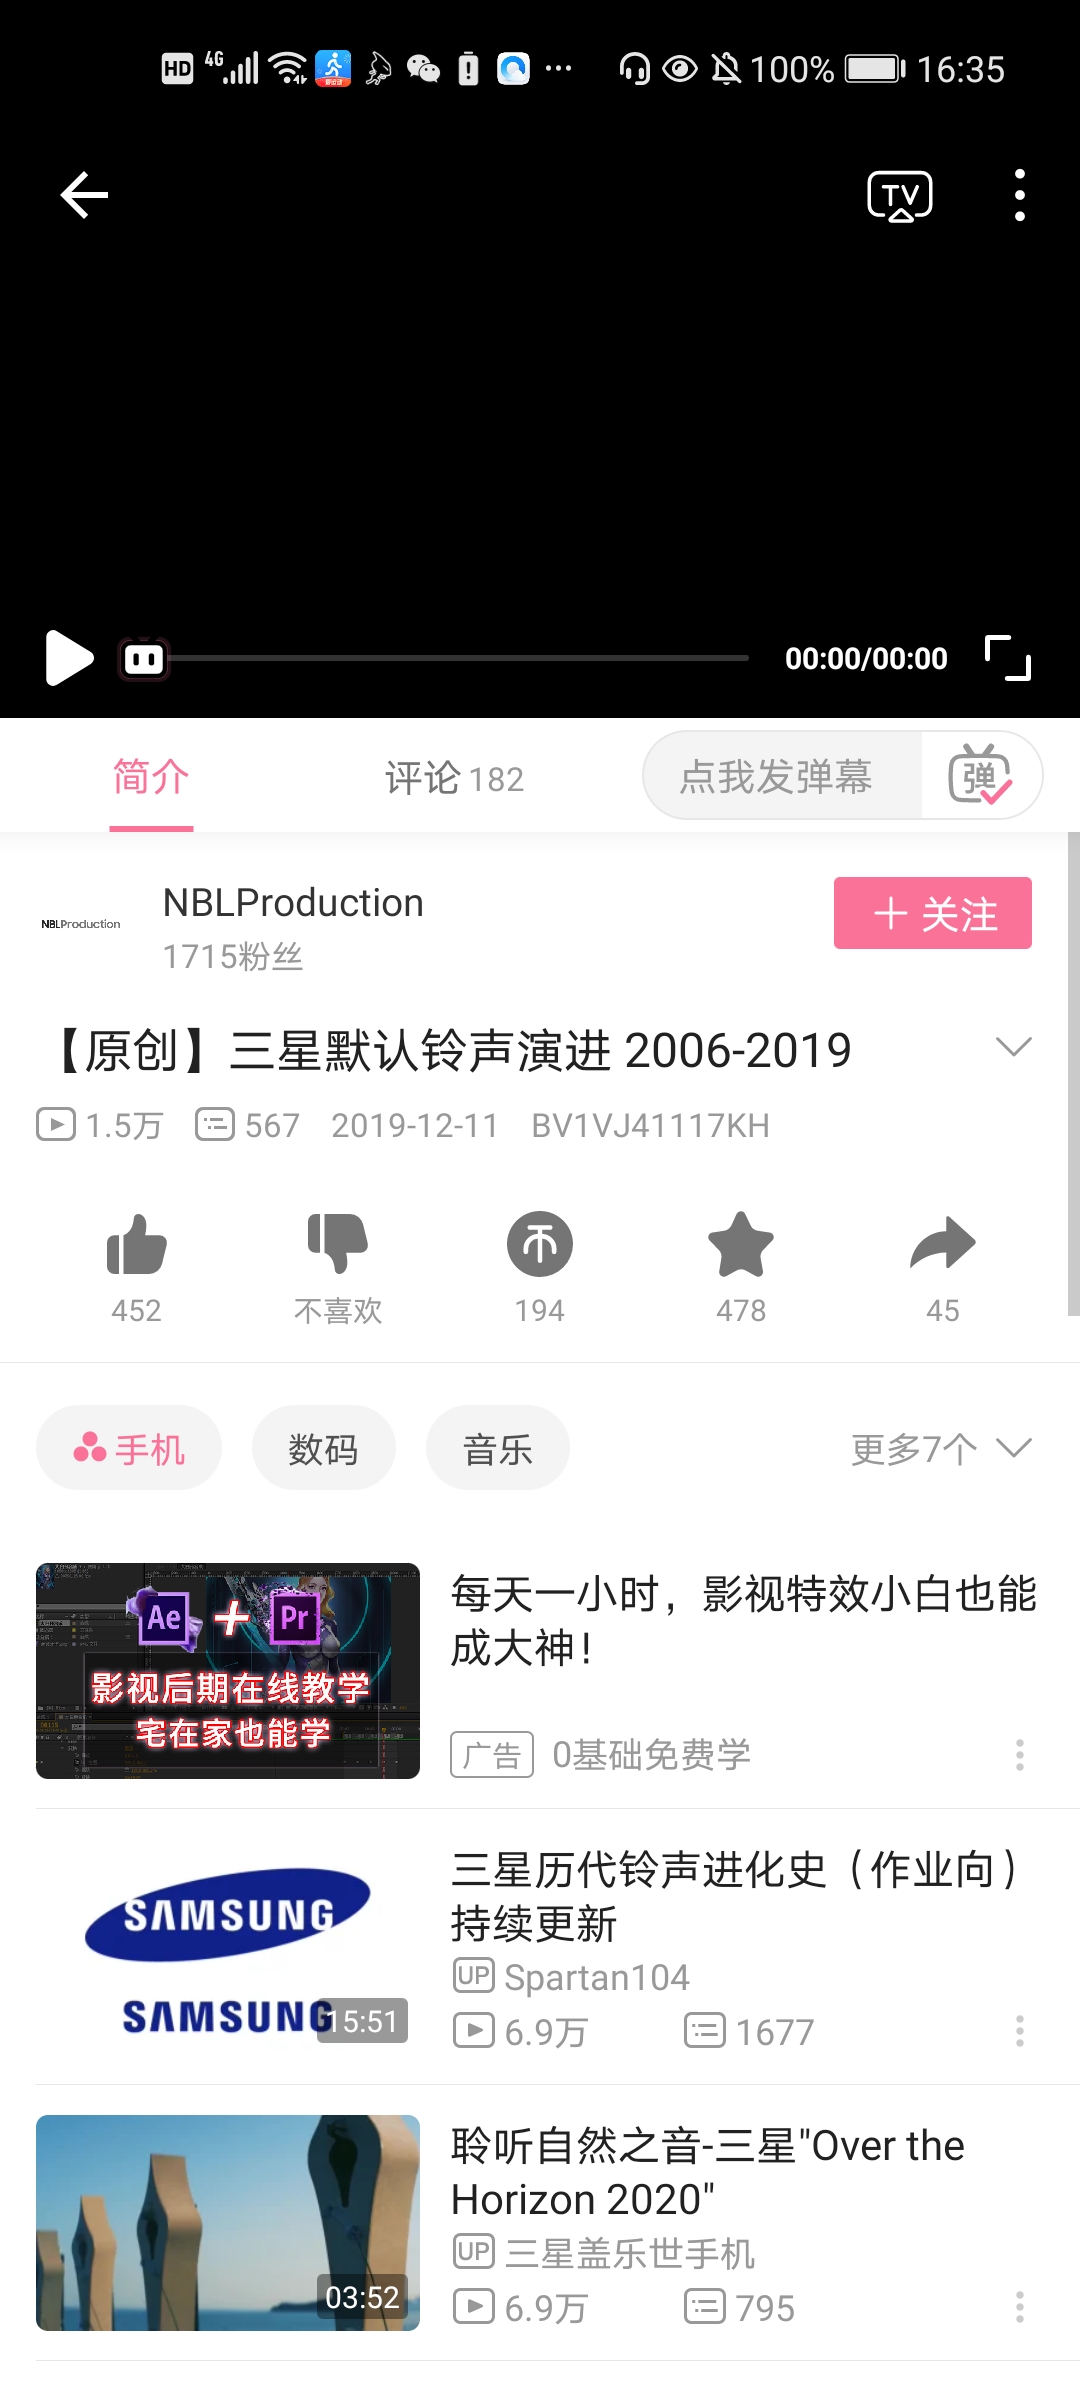 HD 4G 100% 16:35
TV
00:00/00:00
简介 评论 182 点我发弹幕 弹
NBLProduction
NBLProduction
1715粉丝
+ 关注
【原创】三星默认铃声演进 2006-2019
1.5万 567 2019-12-11 BV1VJ41117KH
452 不喜欢 194 478 45
手机 数码 音乐 更多7个
Ae + Pr
影视后期在线教学
宅在家也能学
每天一小时，影视特效小白也能
成大神！
广告 0基础免费学
SAMSUNG
SAMSUNG
15:51
三星历代铃声进化史（作业向）
持续更新
UP Spartan104
6.9万 1677
03:52
聆听自然之音-三星"Over the
Horizon 2020"
UP 三星盖乐世手机
6.9万 795